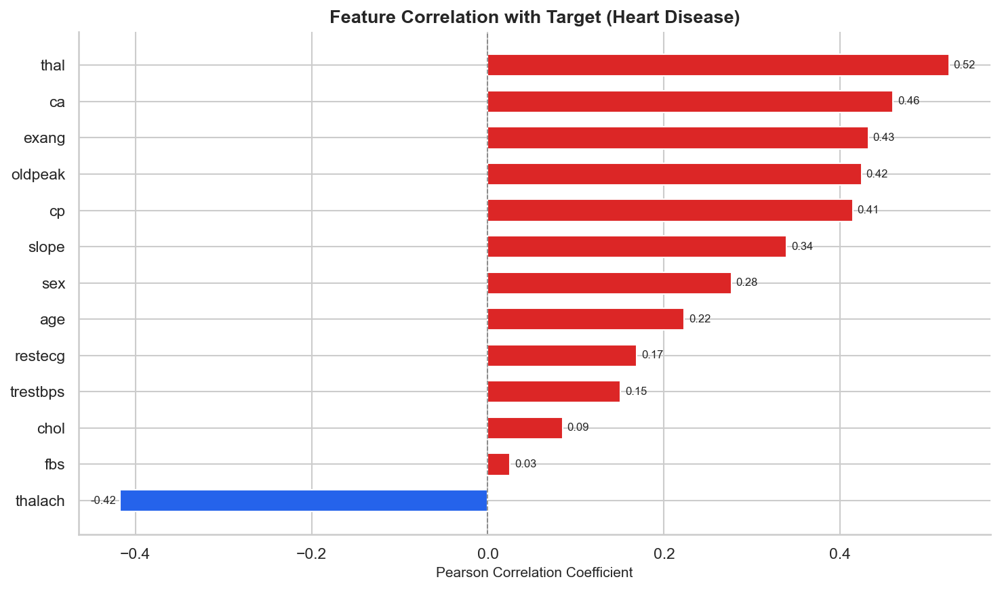 Feature Correlation with Target (Heart Disease)
thal 0.52
ca 0.46
exang 0.43
oldpeak 0.42
cp 0.41
slope 0.34
sex 0.28
age 0.22
restecg 0.17
trestbps 0.15
chol 0.09
fbs 0.03
thalach -0.42
−0.4 −0.2 0.0 0.2 0.4
Pearson Correlation Coefficient